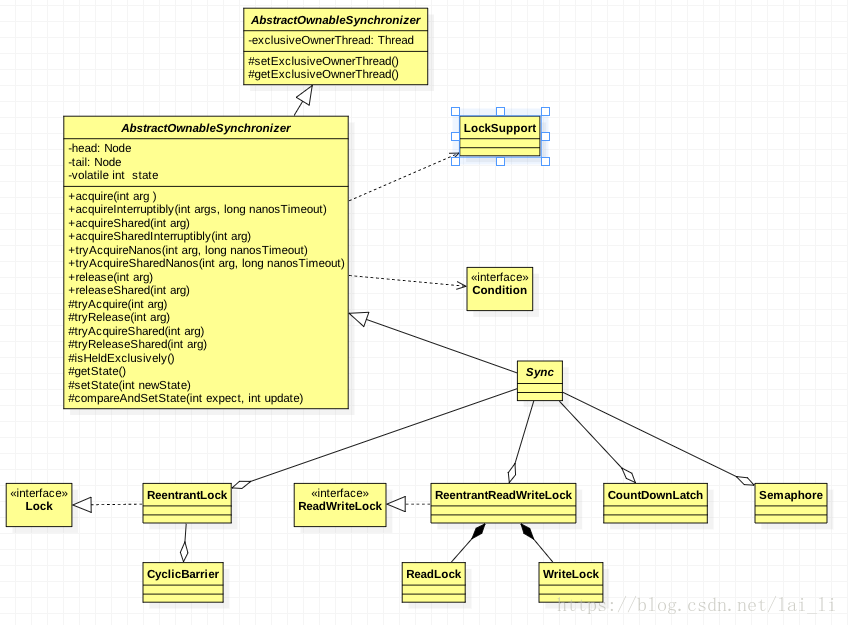 AbstractOwnableSynchronizer
-exclusiveOwnerThread: Thread
#setExclusiveOwnerThread()
#getExclusiveOwnerThread()
AbstractOwnableSynchronizer
-head: Node
-tail: Node
-volatile int  state
+acquire(int arg )
+acquireInterruptibly(int args, long nanosTimeout)
+acquireShared(int arg)
+acquireSharedInterruptibly(int arg)
+tryAcquireNanos(int arg, long nanosTimeout)
+tryAcquireSharedNanos(int arg, long nanosTimeout)
+release(int arg)
+releaseShared(int arg)
#tryAcquire(int arg)
#tryRelease(int arg)
#tryAcquireShared(int arg)
#tryReleaseShared(int arg)
#isHeldExclusively()
#getState()
#setState(int newState)
#compareAndSetState(int expect, int update)
LockSupport
«interface»
Condition
Sync
«interface»
Lock
ReentrantLock
«interface»
ReadWriteLock
ReentrantReadWriteLock
CountDownLatch
Semaphore
CyclicBarrier
ReadLock
WriteLock
https://blog.csdn.net/lai_li